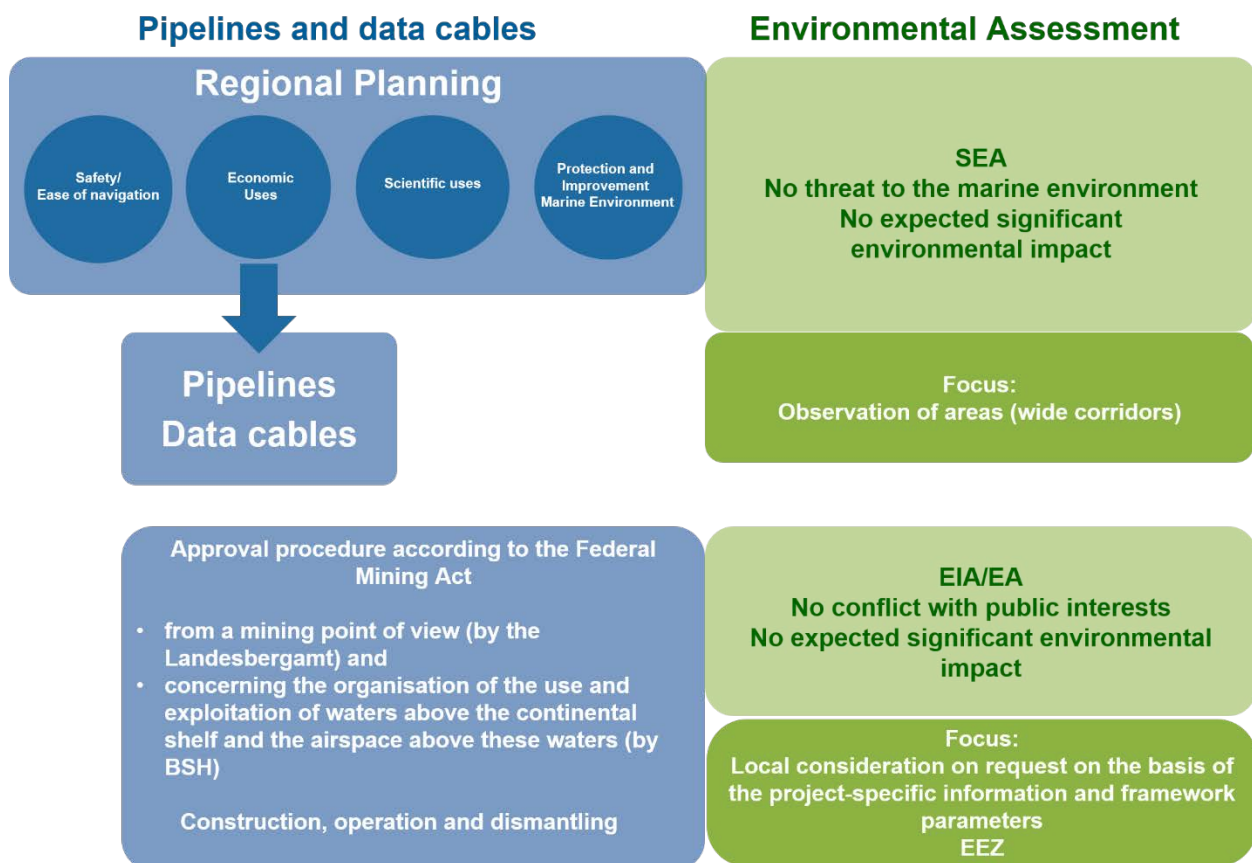 Pipelines and data cables
Environmental Assessment
Regional Planning
Safety/
Ease of navigation
Economic
Uses
Scientific uses
Protection and
Improvement
Marine Environment
SEA
No threat to the marine environment
No expected significant
environmental impact
Pipelines
Data cables
Focus:
Observation of areas (wide corridors)
Approval procedure according to the Federal
Mining Act
• from a mining point of view (by the
Landesbergamt) and
• concerning the organisation of the use and
exploitation of waters above the continental
shelf and the airspace above these waters (by
BSH)
Construction, operation and dismantling
EIA/EA
No conflict with public interests
No expected significant environmental
impact
Focus:
Local consideration on request on the basis of
the project-specific information and framework
parameters
EEZ